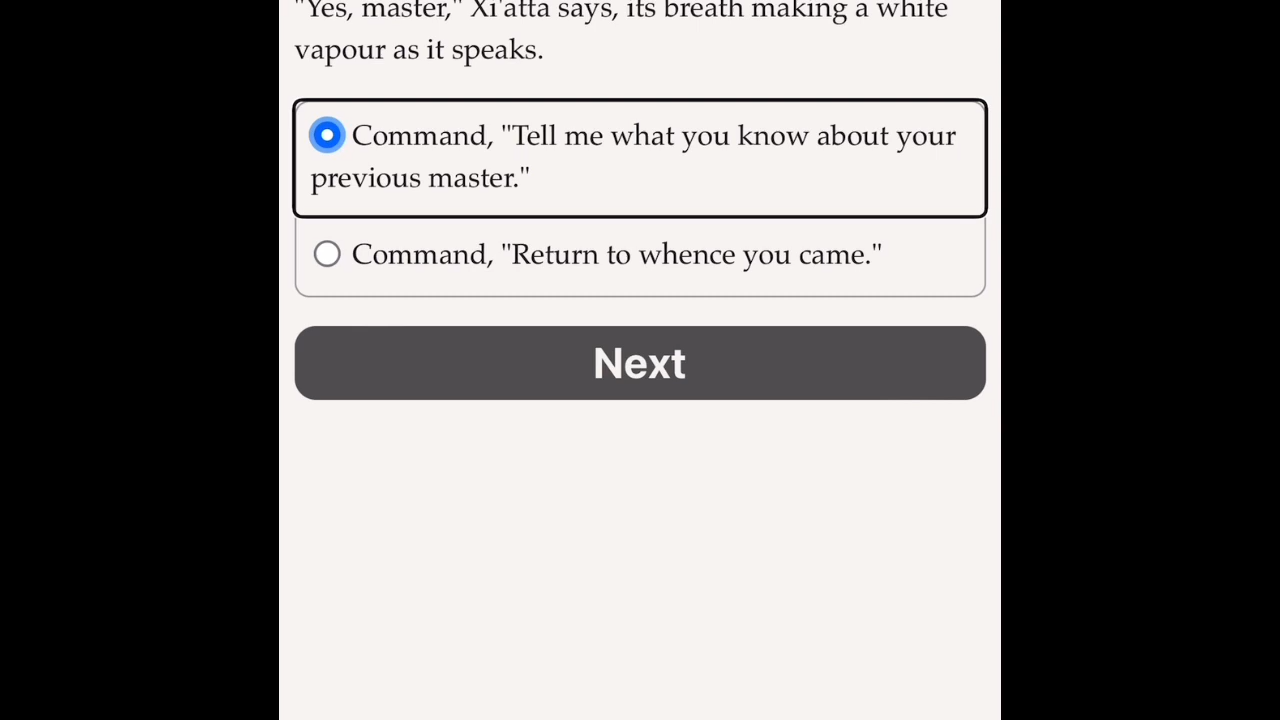 "Yes, master," Xi'atta says, its breath making a white
vapour as it speaks.
Command, "Tell me what you know about your
previous master."
Command, "Return to whence you came."
Next